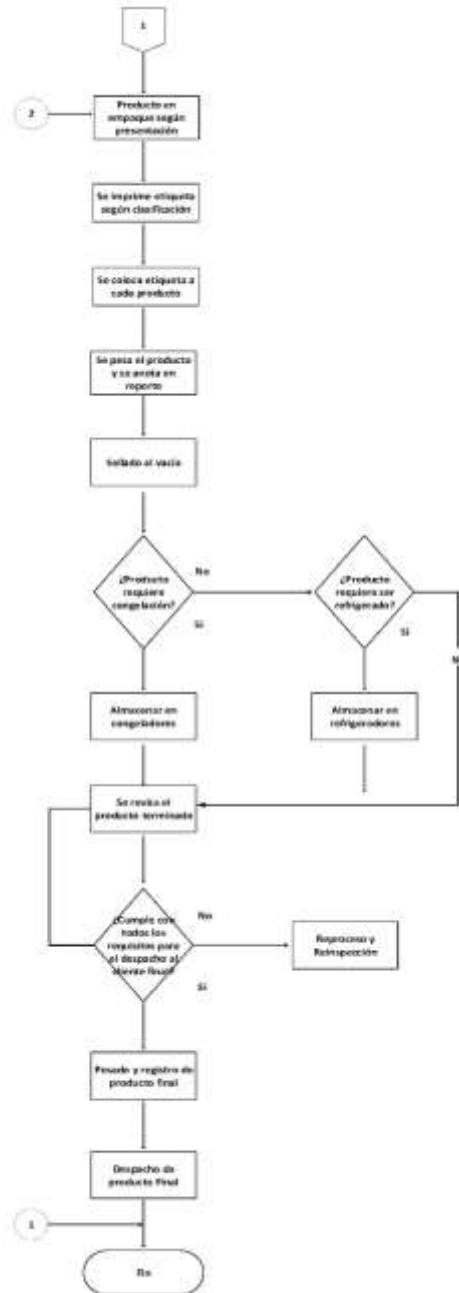 1
2
Producto en
empaque según
presentación
Se imprime etiqueta
según clasificación
Se coloca etiqueta a
cada producto
Se pesa el producto
y se anota en
reporte
Sellado al vacío
¿Producto
requiere
congelación?
No
Si
¿Producto
requiere ser
refrigerado?
Si
N
Almacenar en
congeladores
Almacenar en
refrigeradores
Se revisa el
producto terminado
¿Cumple con
todos los
requisitos para
el despacho al
cliente final?
No
Si
Reproceso y
Reinspección
Pesado y registro de
producto final
Despacho de
producto Final
1